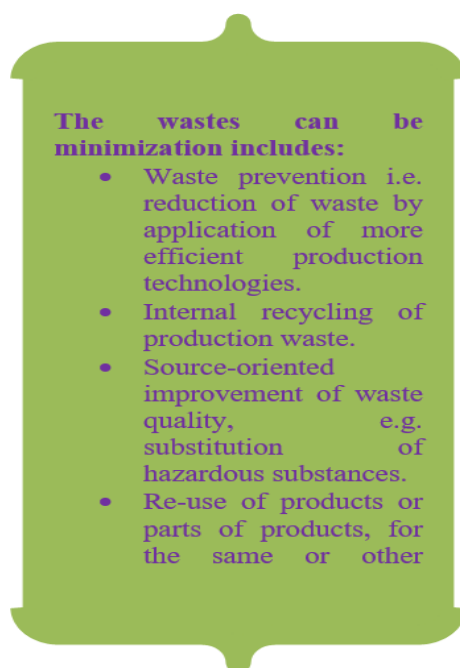 The wastes can be
minimization includes:
• Waste prevention i.e.
reduction of waste by
application of more
efficient production
technologies.
• Internal recycling of
production waste.
• Source-oriented
improvement of waste
quality, e.g.
substitution of
hazardous substances.
• Re-use of products or
parts of products, for
the same or other